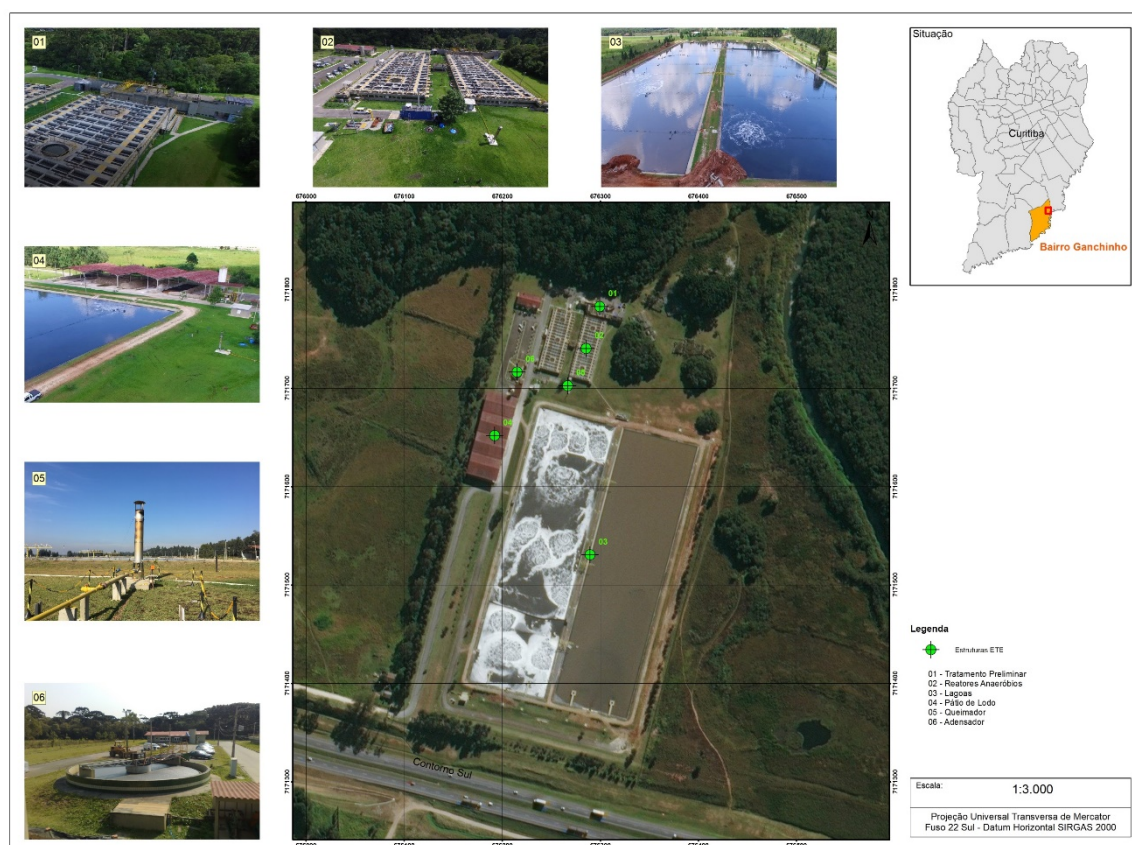 01
02
03
Situação
Curitiba
Bairro Ganchinho
676000
676100
676200
676300
676400
676500
04
7171800
7171700
7171600
7171500
7171400
7171300
01
04
03
05
06
Contorno Sul
676300
676400
676500
Legenda
Estruturas ETE
01 - Tratamento Preliminar
02 - Reatores Anaeróbios
03 - Lagoas
04 - Pátio de Lodo
05 - Queimador
06 - Adensador
Escala:
1:3.000
Projeção Universal Transversa de Mercator
Fuso 22 Sul - Datum Horizontal SIRGAS 2000